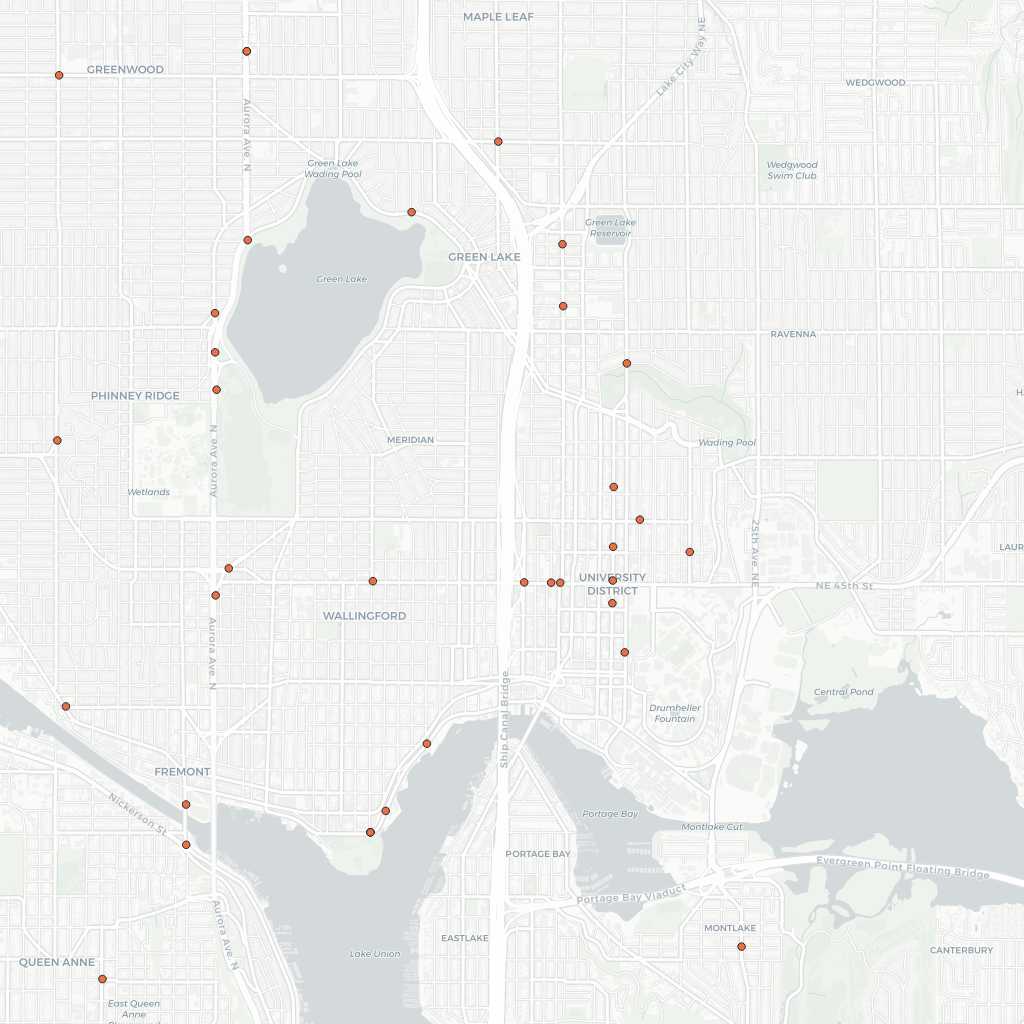 MAPLE LEAF
Lake City Way NE
GREENWOOD
WEDGWOOD
Aurora Ave. N
Green Lake
Wading Pool
Wedgwood
Swim Club
Green Lake
Reservoir
GREEN LAKE
Green Lake
RAVENNA
PHINNEY RIDGE
MERIDIAN
Wading Pool
Aurora Ave. N
Wetlands
25th Ave. NE
UNIVERSITY
DISTRICT
NE 45th St.
WALLINGFORD
Aurora Ave. N
Ship Canal Bridge
Central Pond
Drumheller
Fountain
FREMONT
Nickerson St.
Portage Bay
Montlake Cut
PORTAGE BAY
Evergreen Point Floating Bridge
Portage Bay Viaduct
Aurora Ave. N
MONTLAKE
EASTLAKE
Lake Union
CANTERBURY
QUEEN ANNE
East Queen
Anne